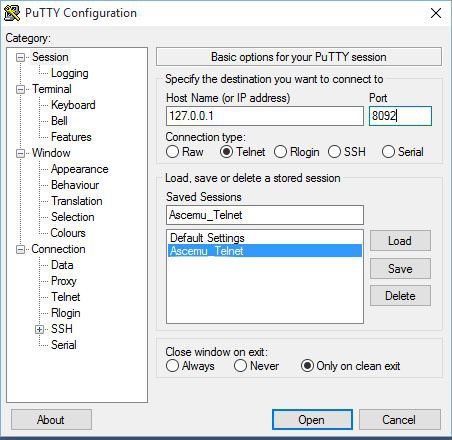 PuTTY Configuration
Category:
Session
Logging
Terminal
Keyboard
Bell
Features
Window
Appearance
Behaviour
Translation
Selection
Colours
Connection
Data
Proxy
Telnet
Rlogin
SSH
Serial
Basic options for your PuTTY session
Specify the destination you want to connect to
Host Name (or IP address) Port
127.0.0.1 8092
Connection type:
Raw Telnet Rlogin SSH Serial
Load, save or delete a stored session
Saved Sessions
Ascemu_Telnet
Default Settings
Ascemu_Telnet
Load
Save
Delete
Close window on exit:
Always Never Only on clean exit
About Open Cancel